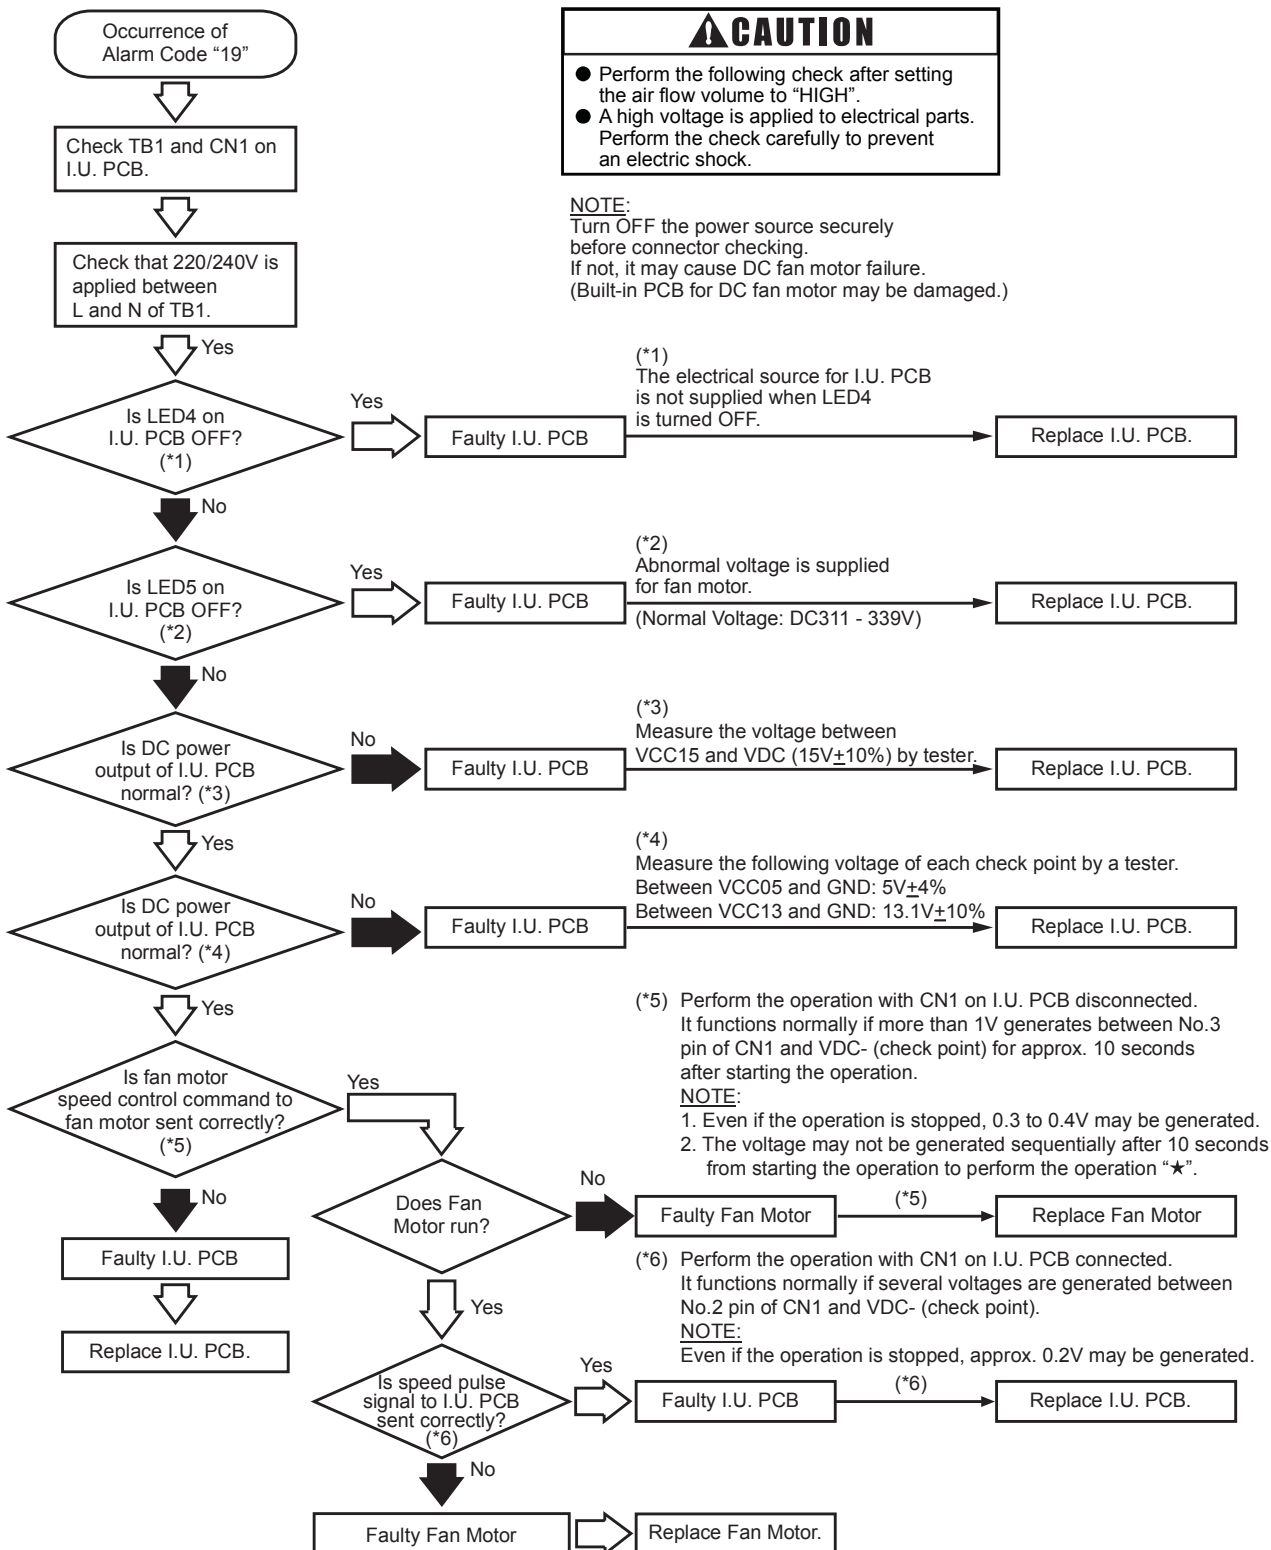 Occurrence of
Alarm Code “19”
CAUTION
● Perform the following check after setting
the air flow volume to “HIGH”.
● A high voltage is applied to electrical parts.
Perform the check carefully to prevent
an electric shock.
Check TB1 and CN1 on
I.U. PCB.
NOTE:
Turn OFF the power source securely
before connector checking.
If not, it may cause DC fan motor failure.
(Built-in PCB for DC fan motor may be damaged.)
Check that 220/240V is
applied between
L and N of TB1.
Yes
Is LED4 on
I.U. PCB OFF?
(*1)
Yes
Faulty I.U. PCB
(*1)
The electrical source for I.U. PCB
is not supplied when LED4
is turned OFF.
Replace I.U. PCB.
No
Is LED5 on
I.U. PCB OFF?
(*2)
Yes
Faulty I.U. PCB
(*2)
Abnormal voltage is supplied
for fan motor.
(Normal Voltage: DC311 - 339V)
Replace I.U. PCB.
No
Is DC power
output of I.U. PCB
normal? (*3)
No
Faulty I.U. PCB
(*3)
Measure the voltage between
VCC15 and VDC (15V±10%) by tester.
Replace I.U. PCB.
Yes
Is DC power
output of I.U. PCB
normal? (*4)
No
Faulty I.U. PCB
(*4)
Measure the following voltage of each check point by a tester.
Between VCC05 and GND: 5V±4%
Between VCC13 and GND: 13.1V±10%
Replace I.U. PCB.
Yes
Is fan motor
speed control command to
fan motor sent correctly?
(*5)
Yes
(*5) Perform the operation with CN1 on I.U. PCB disconnected.
It functions normally if more than 1V generates between No.3
pin of CN1 and VDC- (check point) for approx. 10 seconds
after starting the operation.
NOTE:
1. Even if the operation is stopped, 0.3 to 0.4V may be generated.
2. The voltage may not be generated sequentially after 10 seconds
from starting the operation to perform the operation “★”.
No
Faulty I.U. PCB
Replace I.U. PCB.
Does Fan
Motor run?
No
Faulty Fan Motor
(*5)
Replace Fan Motor
(*6) Perform the operation with CN1 on I.U. PCB connected.
It functions normally if several voltages are generated between
No.2 pin of CN1 and VDC- (check point).
NOTE:
Even if the operation is stopped, approx. 0.2V may be generated.
Yes
Is speed pulse
signal to I.U. PCB
sent correctly?
(*6)
Yes
Faulty I.U. PCB
(*6)
Replace I.U. PCB.
No
Faulty Fan Motor
Replace Fan Motor.